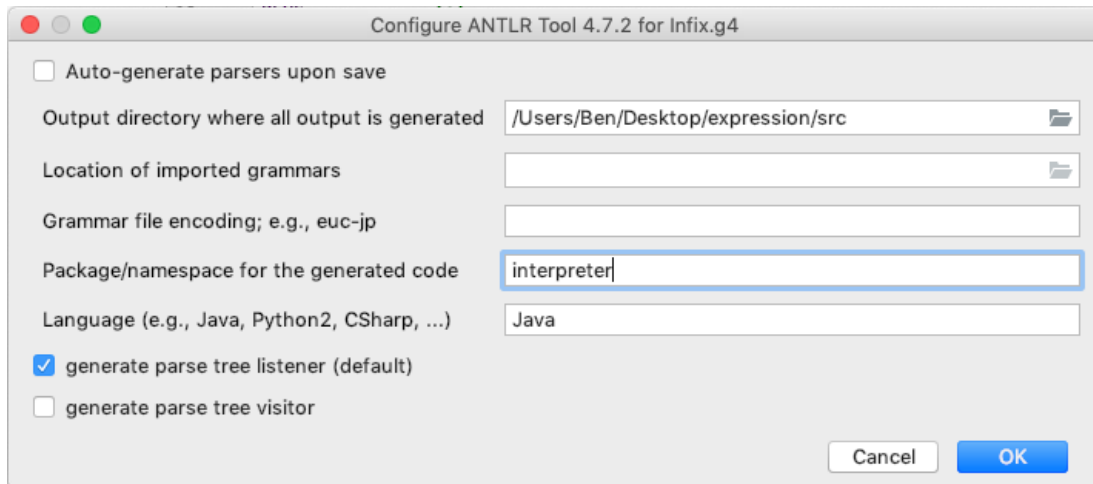 Configure ANTLR Tool 4.7.2 for Infix.g4
Auto-generate parsers upon save
Output directory where all output is generated /Users/Ben/Desktop/expression/src
Location of imported grammars
Grammar file encoding; e.g., euc-jp
Package/namespace for the generated code interpreter
Language (e.g., Java, Python2, CSharp, ...) Java
generate parse tree listener (default)
generate parse tree visitor
Cancel OK